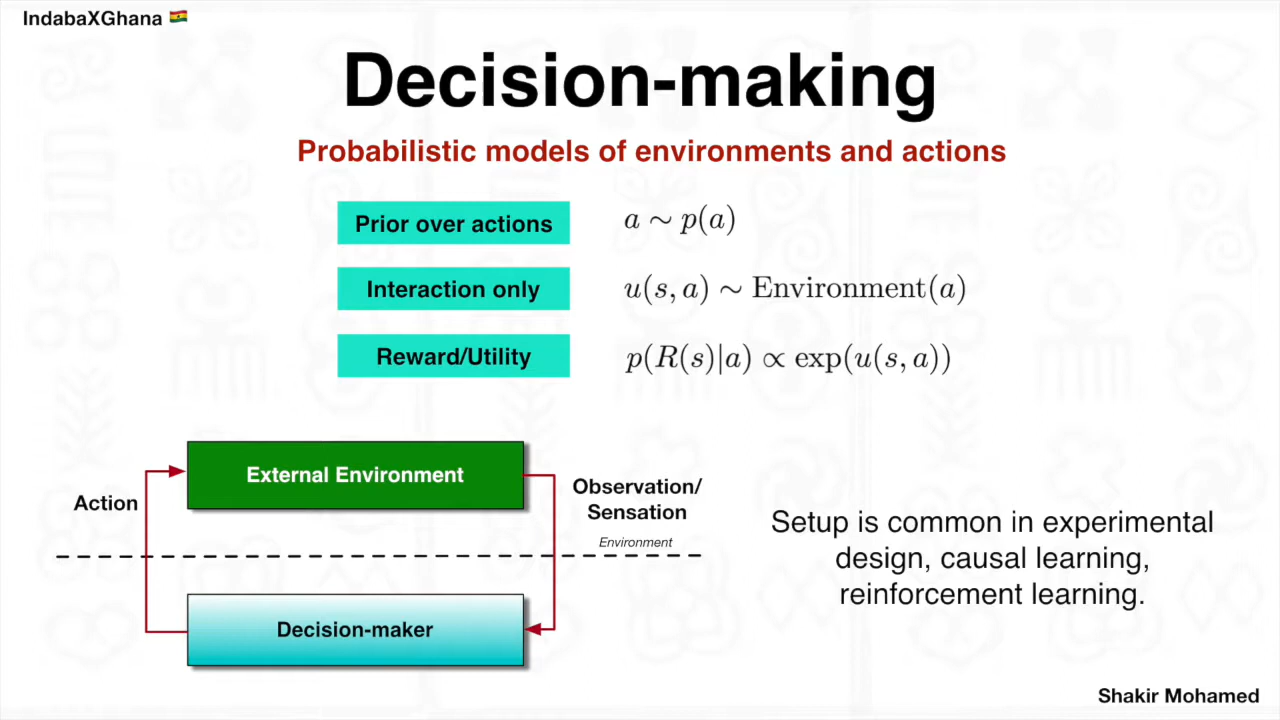 IndabaXGhana 🇬🇭
Decision-making
Probabilistic models of environments and actions
Prior over actions a ∼ p(a)
Interaction only u(s, a) ∼ Environment(a)
Reward/Utility p(R(s)|a) ∝ exp(u(s, a))
External Environment
Action
Observation/
Sensation
Environment
Decision-maker
Setup is common in experimental
design, causal learning,
reinforcement learning.
Shakir Mohamed